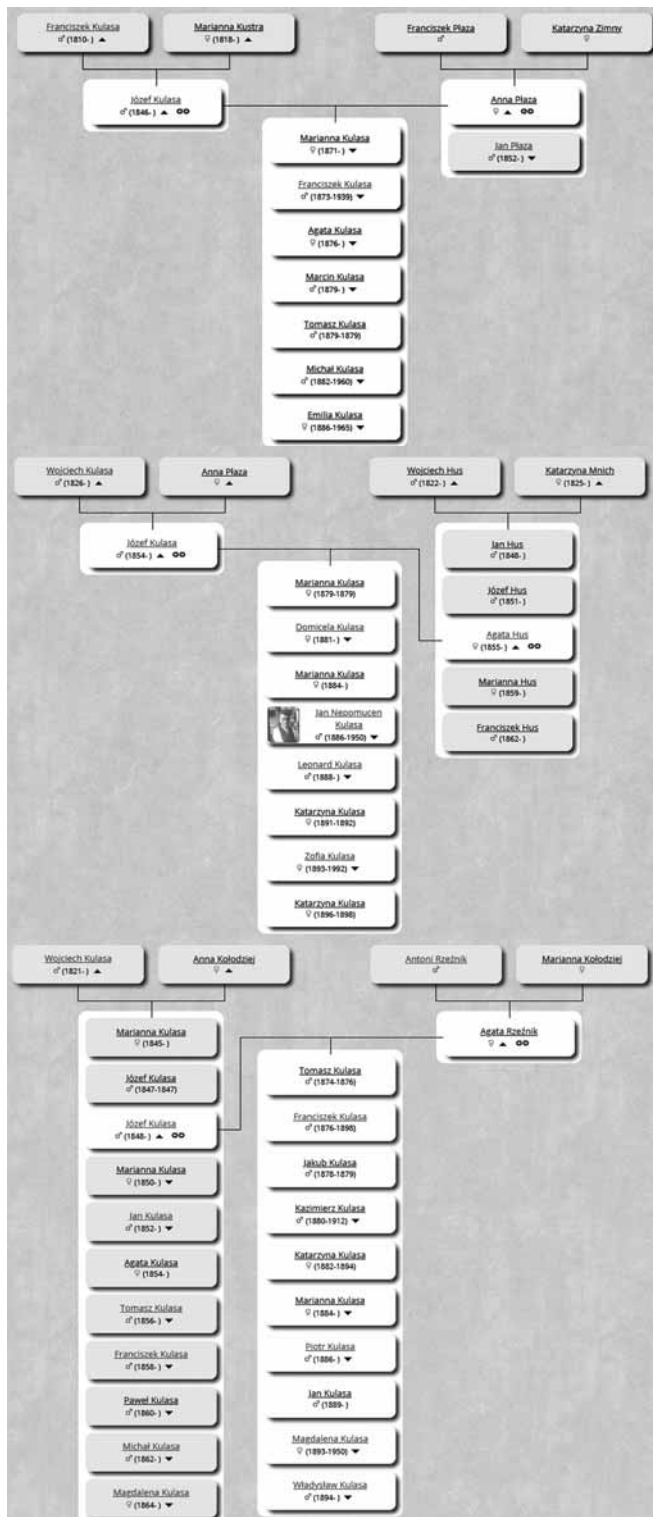 Franciszek Kulasa
♂ (1810- ) ▲
Marianna Kustra
♀ (1818- ) ▲
Franciszek Płaza
♂
Katarzyna Zimny
♀
Józef Kulasa
♂ (1846- ) ▲ ⚭
Anna Płaza
♀ ▲ ⚭
Jan Płaza
♂ (1852- ) ▼
Marianna Kulasa
♀ (1871- ) ▼
Franciszek Kulasa
♂ (1873-1939) ▼
Agata Kulasa
♀ (1876- ) ▼
Marcin Kulasa
♂ (1879- ) ▼
Tomasz Kulasa
♂ (1879-1879)
Michał Kulasa
♂ (1882-1960) ▼
Emilia Kulasa
♀ (1886-1965) ▼
Wojciech Kulasa
♂ (1826- ) ▲
Anna Płaza
♀ ▲
Wojciech Hus
♂ (1822- ) ▲
Katarzyna Mnich
♀ (1825- ) ▲
Józef Kulasa
♂ (1854- ) ▲ ⚭
Jan Hus
♂ (1848- )
Józef Hus
♂ (1851- )
Agata Hus
♀ (1855- ) ▲ ⚭
Marianna Hus
♀ (1859- )
Franciszek Hus
♂ (1862- )
Marianna Kulasa
♀ (1879-1879)
Domicela Kulasa
♀ (1881- ) ▼
Marianna Kulasa
♀ (1884- )
Jan Nepomucen
Kulasa
♂ (1886-1950) ▼
Leonard Kulasa
♂ (1888- ) ▼
Katarzyna Kulasa
♀ (1891-1892)
Zofia Kulasa
♀ (1893-1992) ▼
Katarzyna Kulasa
♀ (1896-1898)
Wojciech Kulasa
♂ (1821- ) ▲
Anna Kołodziej
♀ ▲
Antoni Rzeźnik
♂
Marianna Kołodziej
♀
Agata Rzeźnik
♀ ▲ ⚭
Marianna Kulasa
♀ (1845- )
Józef Kulasa
♂ (1847-1847)
Józef Kulasa
♂ (1848- ) ▲ ⚭
Marianna Kulasa
♀ (1850- ) ▼
Jan Kulasa
♂ (1852- ) ▼
Agata Kulasa
♀ (1854- )
Tomasz Kulasa
♂ (1856- ) ▼
Franciszek Kulasa
♂ (1858- ) ▼
Paweł Kulasa
♂ (1860- ) ▼
Michał Kulasa
♂ (1862- ) ▼
Magdalena Kulasa
♀ (1864- ) ▼
Tomasz Kulasa
♂ (1874-1876)
Franciszek Kulasa
♂ (1876-1898)
Jakub Kulasa
♂ (1878-1879)
Kazimierz Kulasa
♂ (1880-1912) ▼
Katarzyna Kulasa
♀ (1882-1894)
Marianna Kulasa
♀ (1884- ) ▼
Piotr Kulasa
♂ (1886- ) ▼
Jan Kulasa
♂ (1889- )
Magdalena Kulasa
♀ (1893-1950) ▼
Władysław Kulasa
♂ (1894- ) ▼